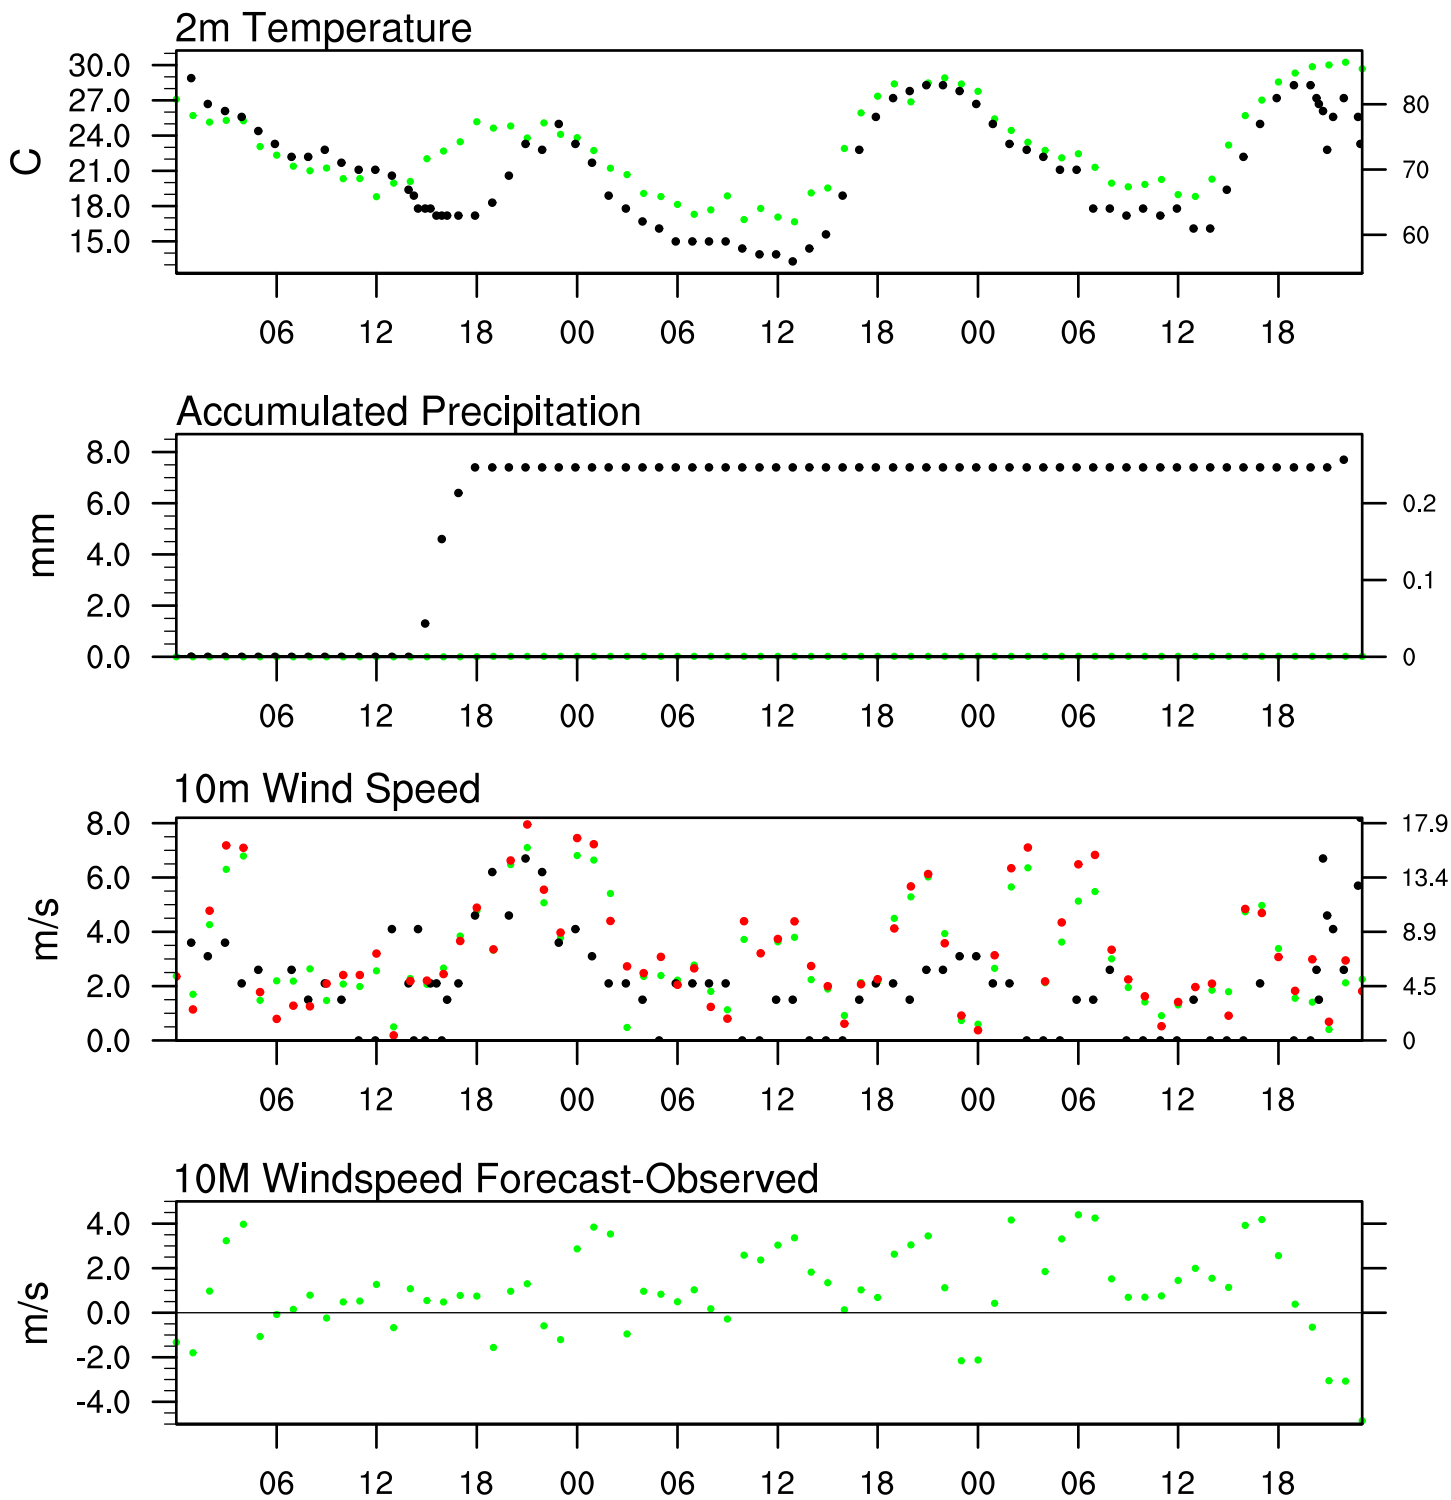 2m Temperature
30.0
27.0
24.0
21.0
18.0
15.0
C
80
70
60
06 12 18 00 06 12 18 00 06 12 18
Accumulated Precipitation
8.0
6.0
4.0
2.0
0.0
mm
0.2
0.1
0
06 12 18 00 06 12 18 00 06 12 18
10m Wind Speed
8.0
6.0
4.0
2.0
0.0
m/s
17.9
13.4
8.9
4.5
0
06 12 18 00 06 12 18 00 06 12 18
10M Windspeed Forecast-Observed
4.0
2.0
0.0
-2.0
-4.0
m/s
06 12 18 00 06 12 18 00 06 12 18